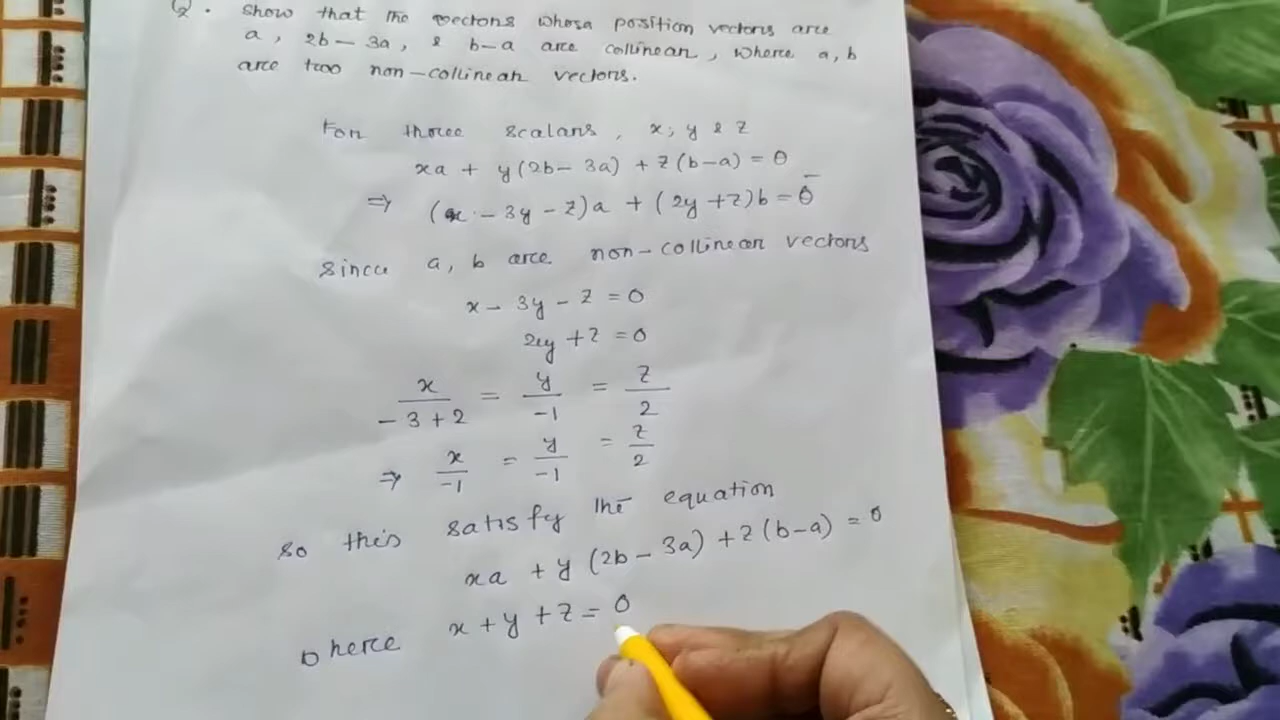 Q. Show that the vectors whose position vectors are
a, 2b - 3a, & b-a are collinear, where a, b
are two non-collinear vectors.
For three scalars, x, y & z
xa + y(2b - 3a) + z(b-a) = 0
⇒ (x - 3y - z)a + (2y + z)b = 0̄
Since a, b are non-collinear vectors
x - 3y - z = 0
2y + z = 0
x/(-3+2) = y/-1 = z/2
⇒ x/-1 = y/-1 = z/2
So this satisfy the equation
xa + y(2b - 3a) + z(b-a) = 0
where x + y + z = 0